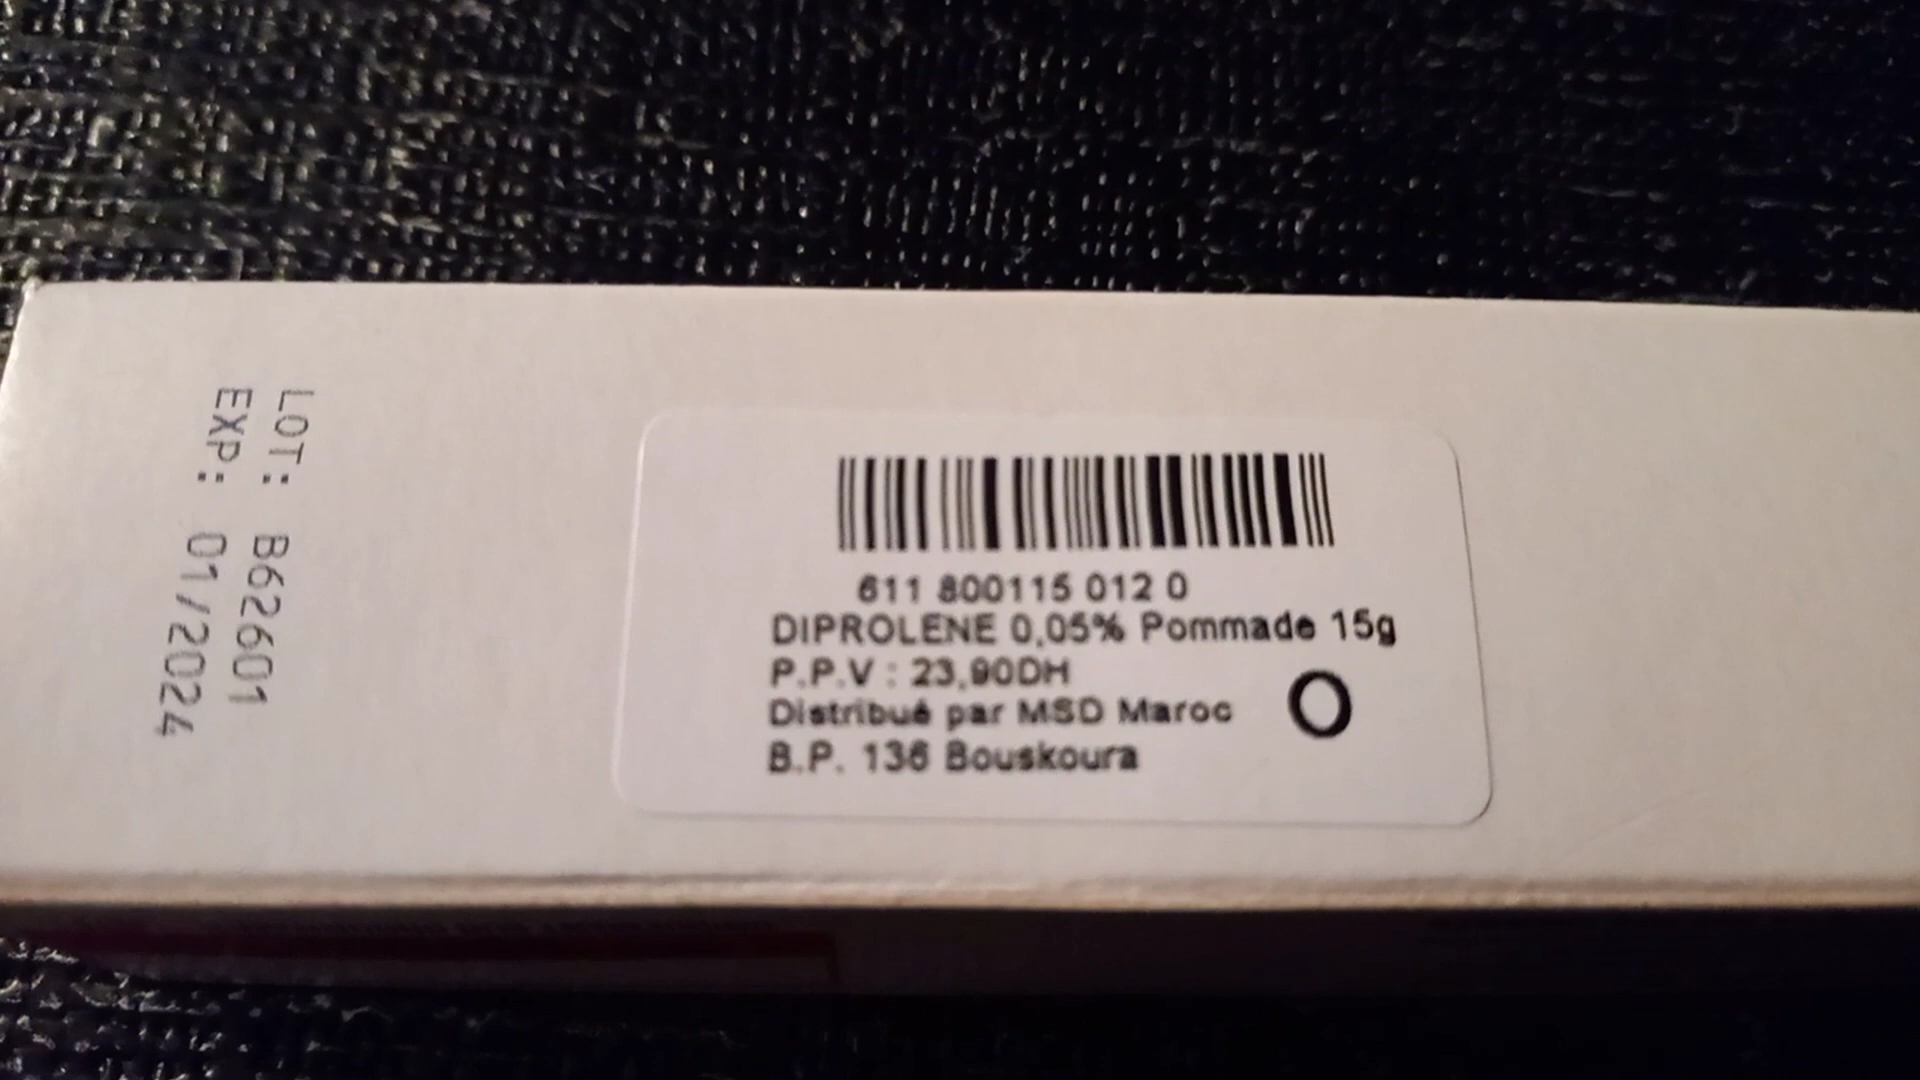 LOT: B622601
EXP: 01/2024
611 800115 012 0
DIPROLENE 0,05% Pommade 15g
P.P.V : 23,90DH
Distribué par MSD Maroc
O
B.P. 136 Bouskoura